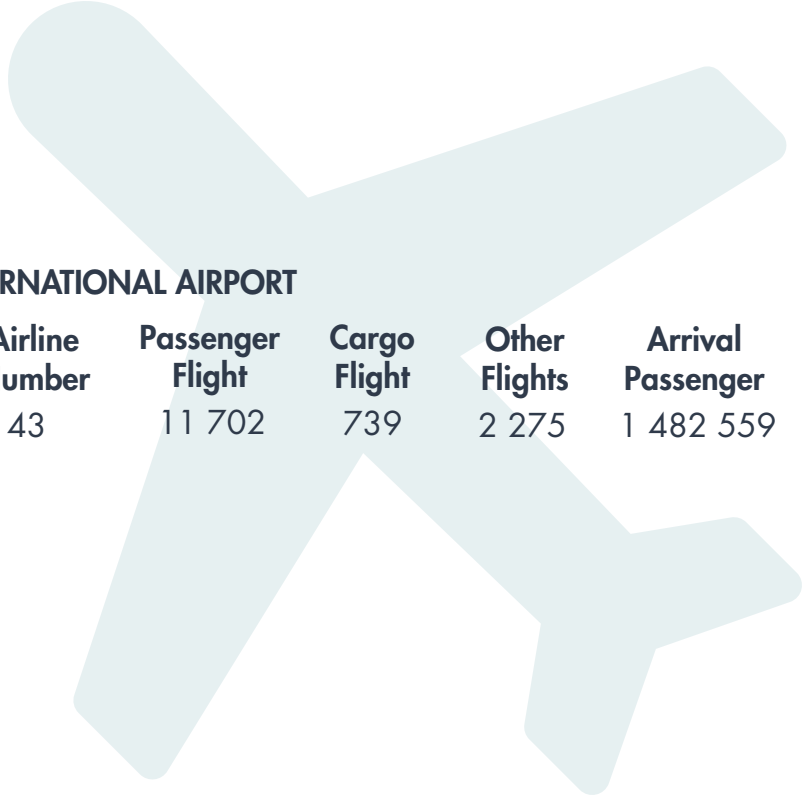 RNATIONAL AIRPORT
Airline Passenger Cargo Other Arrival
umber Flight Flight Flights Passenger
43 11 702 739 2 275 1 482 559